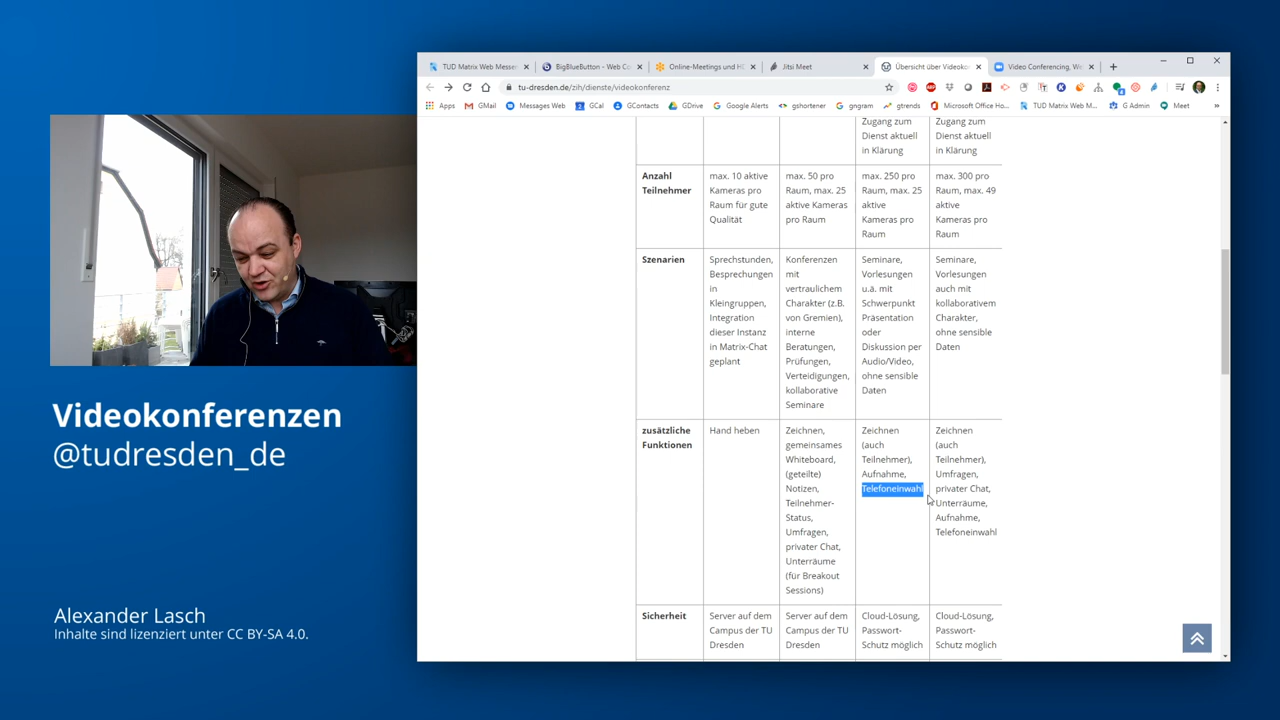 TUD Matrix Web Messer
BigBlueButton - Web Co
Online-Meetings und HE
Jitsi Meet
Übersicht über Videoko
Video Conferencing, We
tu-dresden.de/zih/dienste/videokonferenz
Apps
GMail
Messages Web
GCal
GContacts
GDrive
Google Alerts
gshortener
gngram
gtrends
Microsoft Office Ho...
TUD Matrix Web M...
G Admin
Meet
Zugang zum
Dienst aktuell
in Klärung
Zugang zum
Dienst aktuell
in Klärung
Anzahl
Teilnehmer
max. 10 aktive
Kameras pro
Raum für gute
Qualität
max. 50 pro
Raum, max. 25
aktive Kameras
pro Raum
max. 250 pro
Raum, max. 25
aktive
Kameras pro
Raum
max. 300 pro
Raum, max. 49
aktive
Kameras pro
Raum
Szenarien
Sprechstunden,
Besprechungen
in
Kleingruppen,
Integration
dieser Instanz
in Matrix-Chat
geplant
Konferenzen
mit
vertraulichem
Charakter (z.B.
von Gremien),
interne
Beratungen,
Prüfungen,
Verteidigungen,
kollaborative
Seminare
Seminare,
Vorlesungen
u.ä. mit
Schwerpunkt
Präsentation
oder
Diskussion per
Audio/Video,
ohne sensible
Daten
Seminare,
Vorlesungen
auch mit
kollaborativem
Charakter,
ohne sensible
Daten
zusätzliche
Funktionen
Hand heben
Zeichnen,
gemeinsames
Whiteboard,
(geteilte)
Notizen,
Teilnehmer-
Status,
Umfragen,
privater Chat,
Unterräume
(für Breakout
Sessions)
Zeichnen
(auch
Teilnehmer),
Aufnahme,
Telefoneinwahl
Zeichnen
(auch
Teilnehmer),
Umfragen,
privater Chat,
Unterräume,
Aufnahme,
Telefoneinwahl
Sicherheit
Server auf dem
Campus der TU
Dresden
Server auf dem
Campus der TU
Dresden
Cloud-Lösung,
Passwort-
Schutz möglich
Cloud-Lösung,
Passwort-
Schutz möglich
Videokonferenzen
@tudresden_de
Alexander Lasch
Inhalte sind lizenziert unter CC BY-SA 4.0.